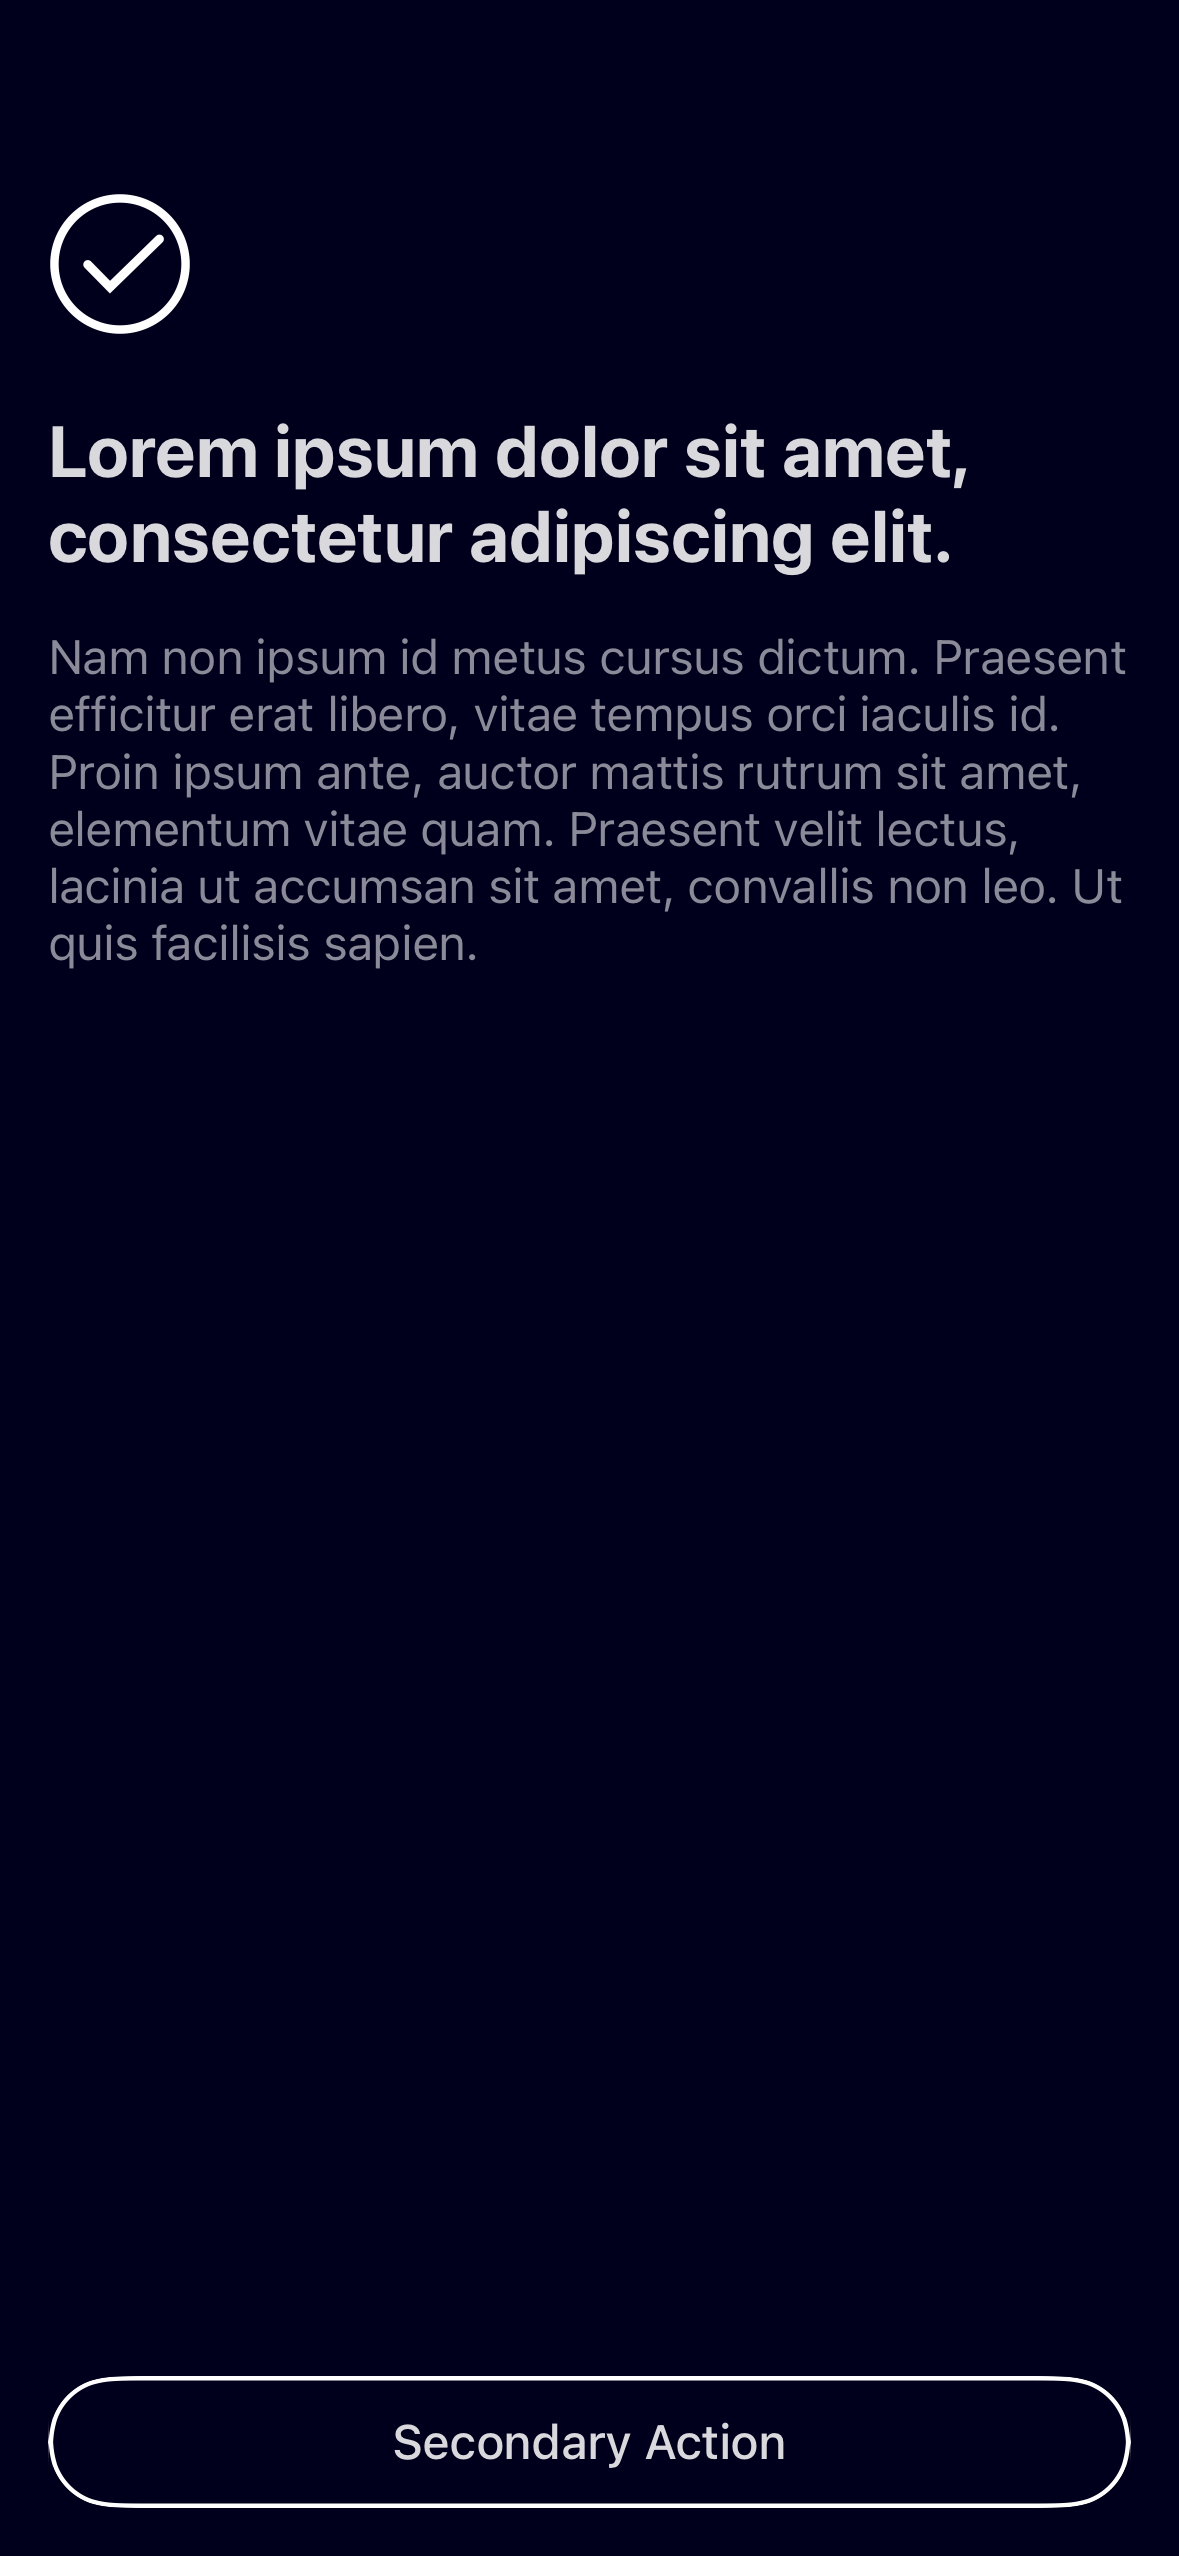 Lorem ipsum dolor sit amet,
consectetur adipiscing elit.
Nam non ipsum id metus cursus dictum. Praesent
efficitur erat libero, vitae tempus orci iaculis id.
Proin ipsum ante, auctor mattis rutrum sit amet,
elementum vitae quam. Praesent velit lectus,
lacinia ut accumsan sit amet, convallis non leo. Ut
quis facilisis sapien.
Secondary Action